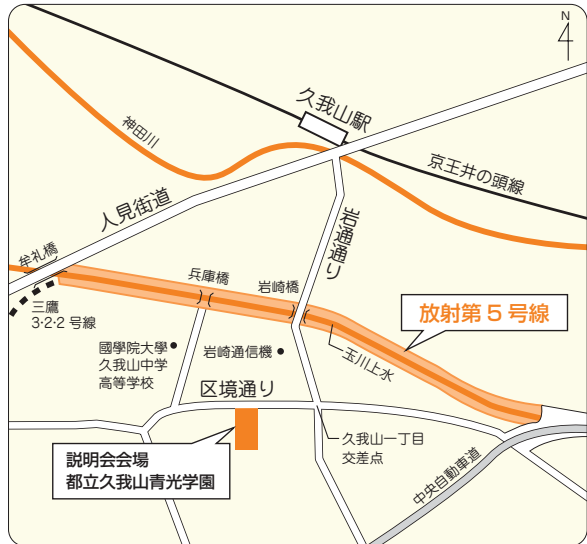 N
久我山駅
神田川
京王井の頭線
人見街道
岩通通り
牟礼橋
兵庫橋
岩崎橋
放射第5号線
三鷹
3・2・2 号線
國學院大學
久我山中学
高等学校
岩崎通信機
玉川上水
区境通り
久我山一丁目
交差点
説明会会場
都立久我山青光学園
中央自動車道